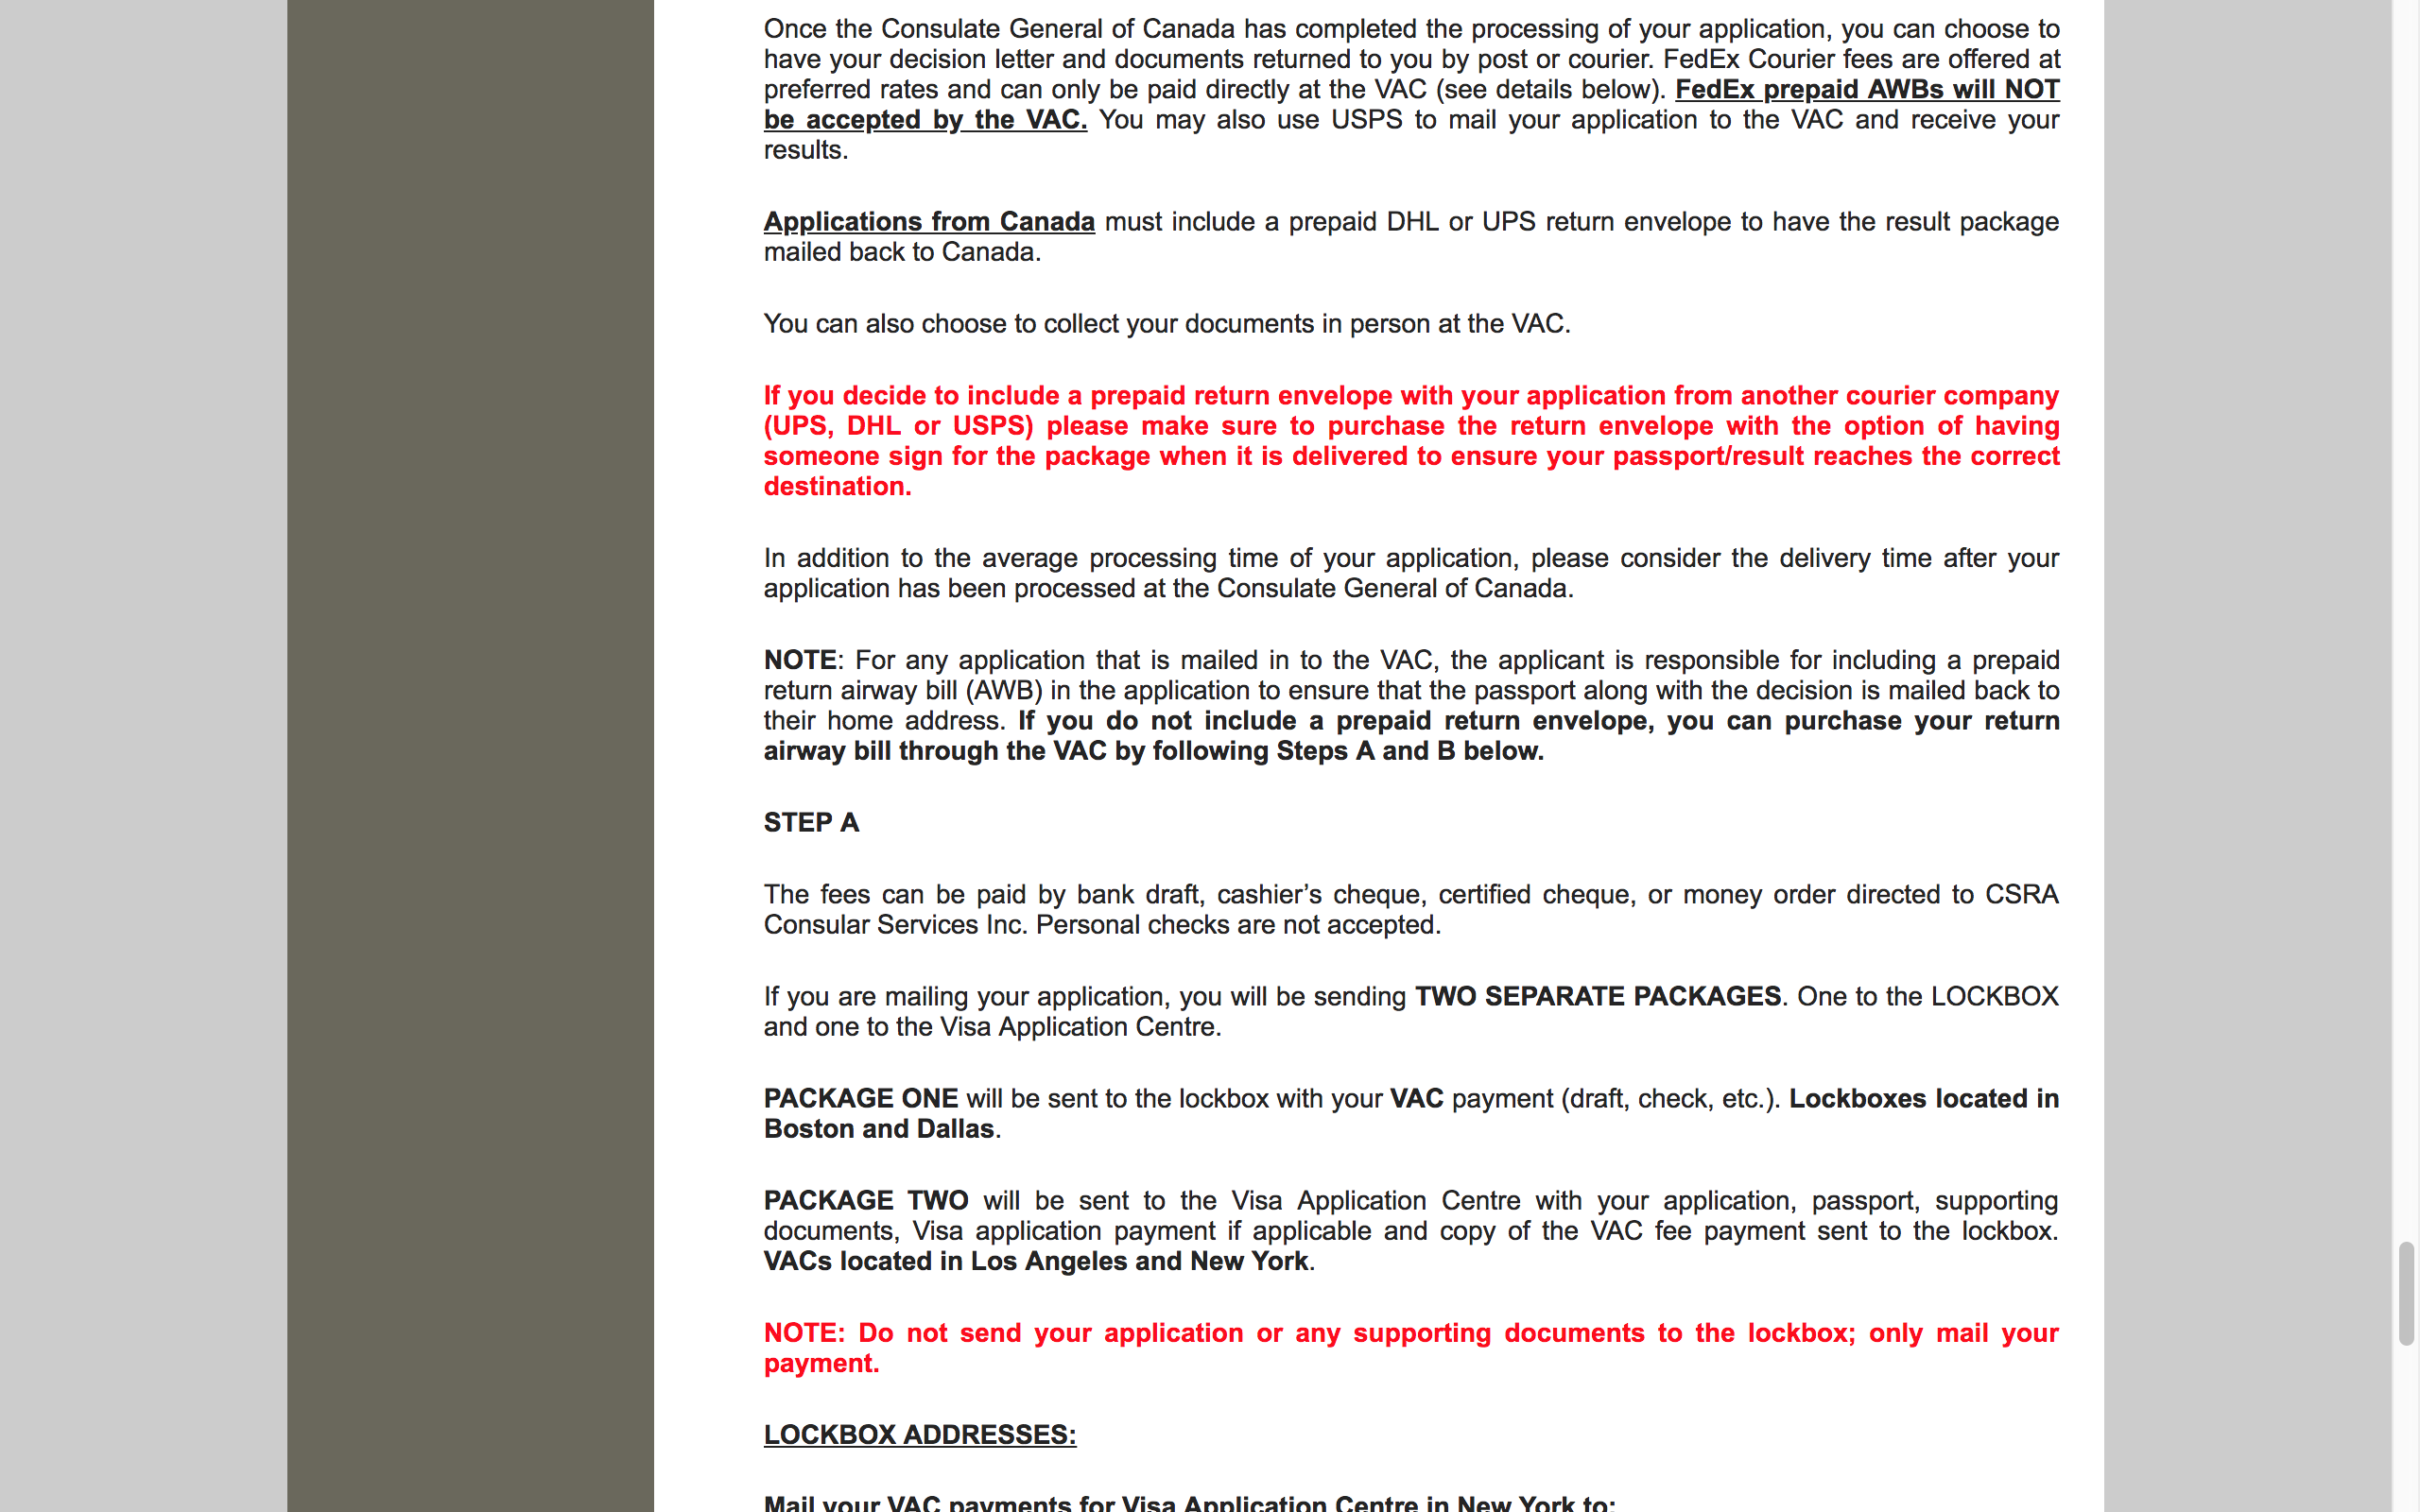 Once the Consulate General of Canada has completed the processing of your application, you can choose to
have your decision letter and documents returned to you by post or courier. FedEx Courier fees are offered at
preferred rates and can only be paid directly at the VAC (see details below). FedEx prepaid AWBs will NOT
be accepted by the VAC. You may also use USPS to mail your application to the VAC and receive your
results.
Applications from Canada must include a prepaid DHL or UPS return envelope to have the result package
mailed back to Canada.
You can also choose to collect your documents in person at the VAC.
If you decide to include a prepaid return envelope with your application from another courier company
(UPS, DHL or USPS) please make sure to purchase the return envelope with the option of having
someone sign for the package when it is delivered to ensure your passport/result reaches the correct
destination.
In addition to the average processing time of your application, please consider the delivery time after your
application has been processed at the Consulate General of Canada.
NOTE: For any application that is mailed in to the VAC, the applicant is responsible for including a prepaid
return airway bill (AWB) in the application to ensure that the passport along with the decision is mailed back to
their home address. If you do not include a prepaid return envelope, you can purchase your return
airway bill through the VAC by following Steps A and B below.
STEP A
The fees can be paid by bank draft, cashier’s cheque, certified cheque, or money order directed to CSRA
Consular Services Inc. Personal checks are not accepted.
If you are mailing your application, you will be sending TWO SEPARATE PACKAGES. One to the LOCKBOX
and one to the Visa Application Centre.
PACKAGE ONE will be sent to the lockbox with your VAC payment (draft, check, etc.). Lockboxes located in
Boston and Dallas.
PACKAGE TWO will be sent to the Visa Application Centre with your application, passport, supporting
documents, Visa application payment if applicable and copy of the VAC fee payment sent to the lockbox.
VACs located in Los Angeles and New York.
NOTE: Do not send your application or any supporting documents to the lockbox; only mail your
payment.
LOCKBOX ADDRESSES:
Mail your VAC payments for Visa Application Centre in New York to: